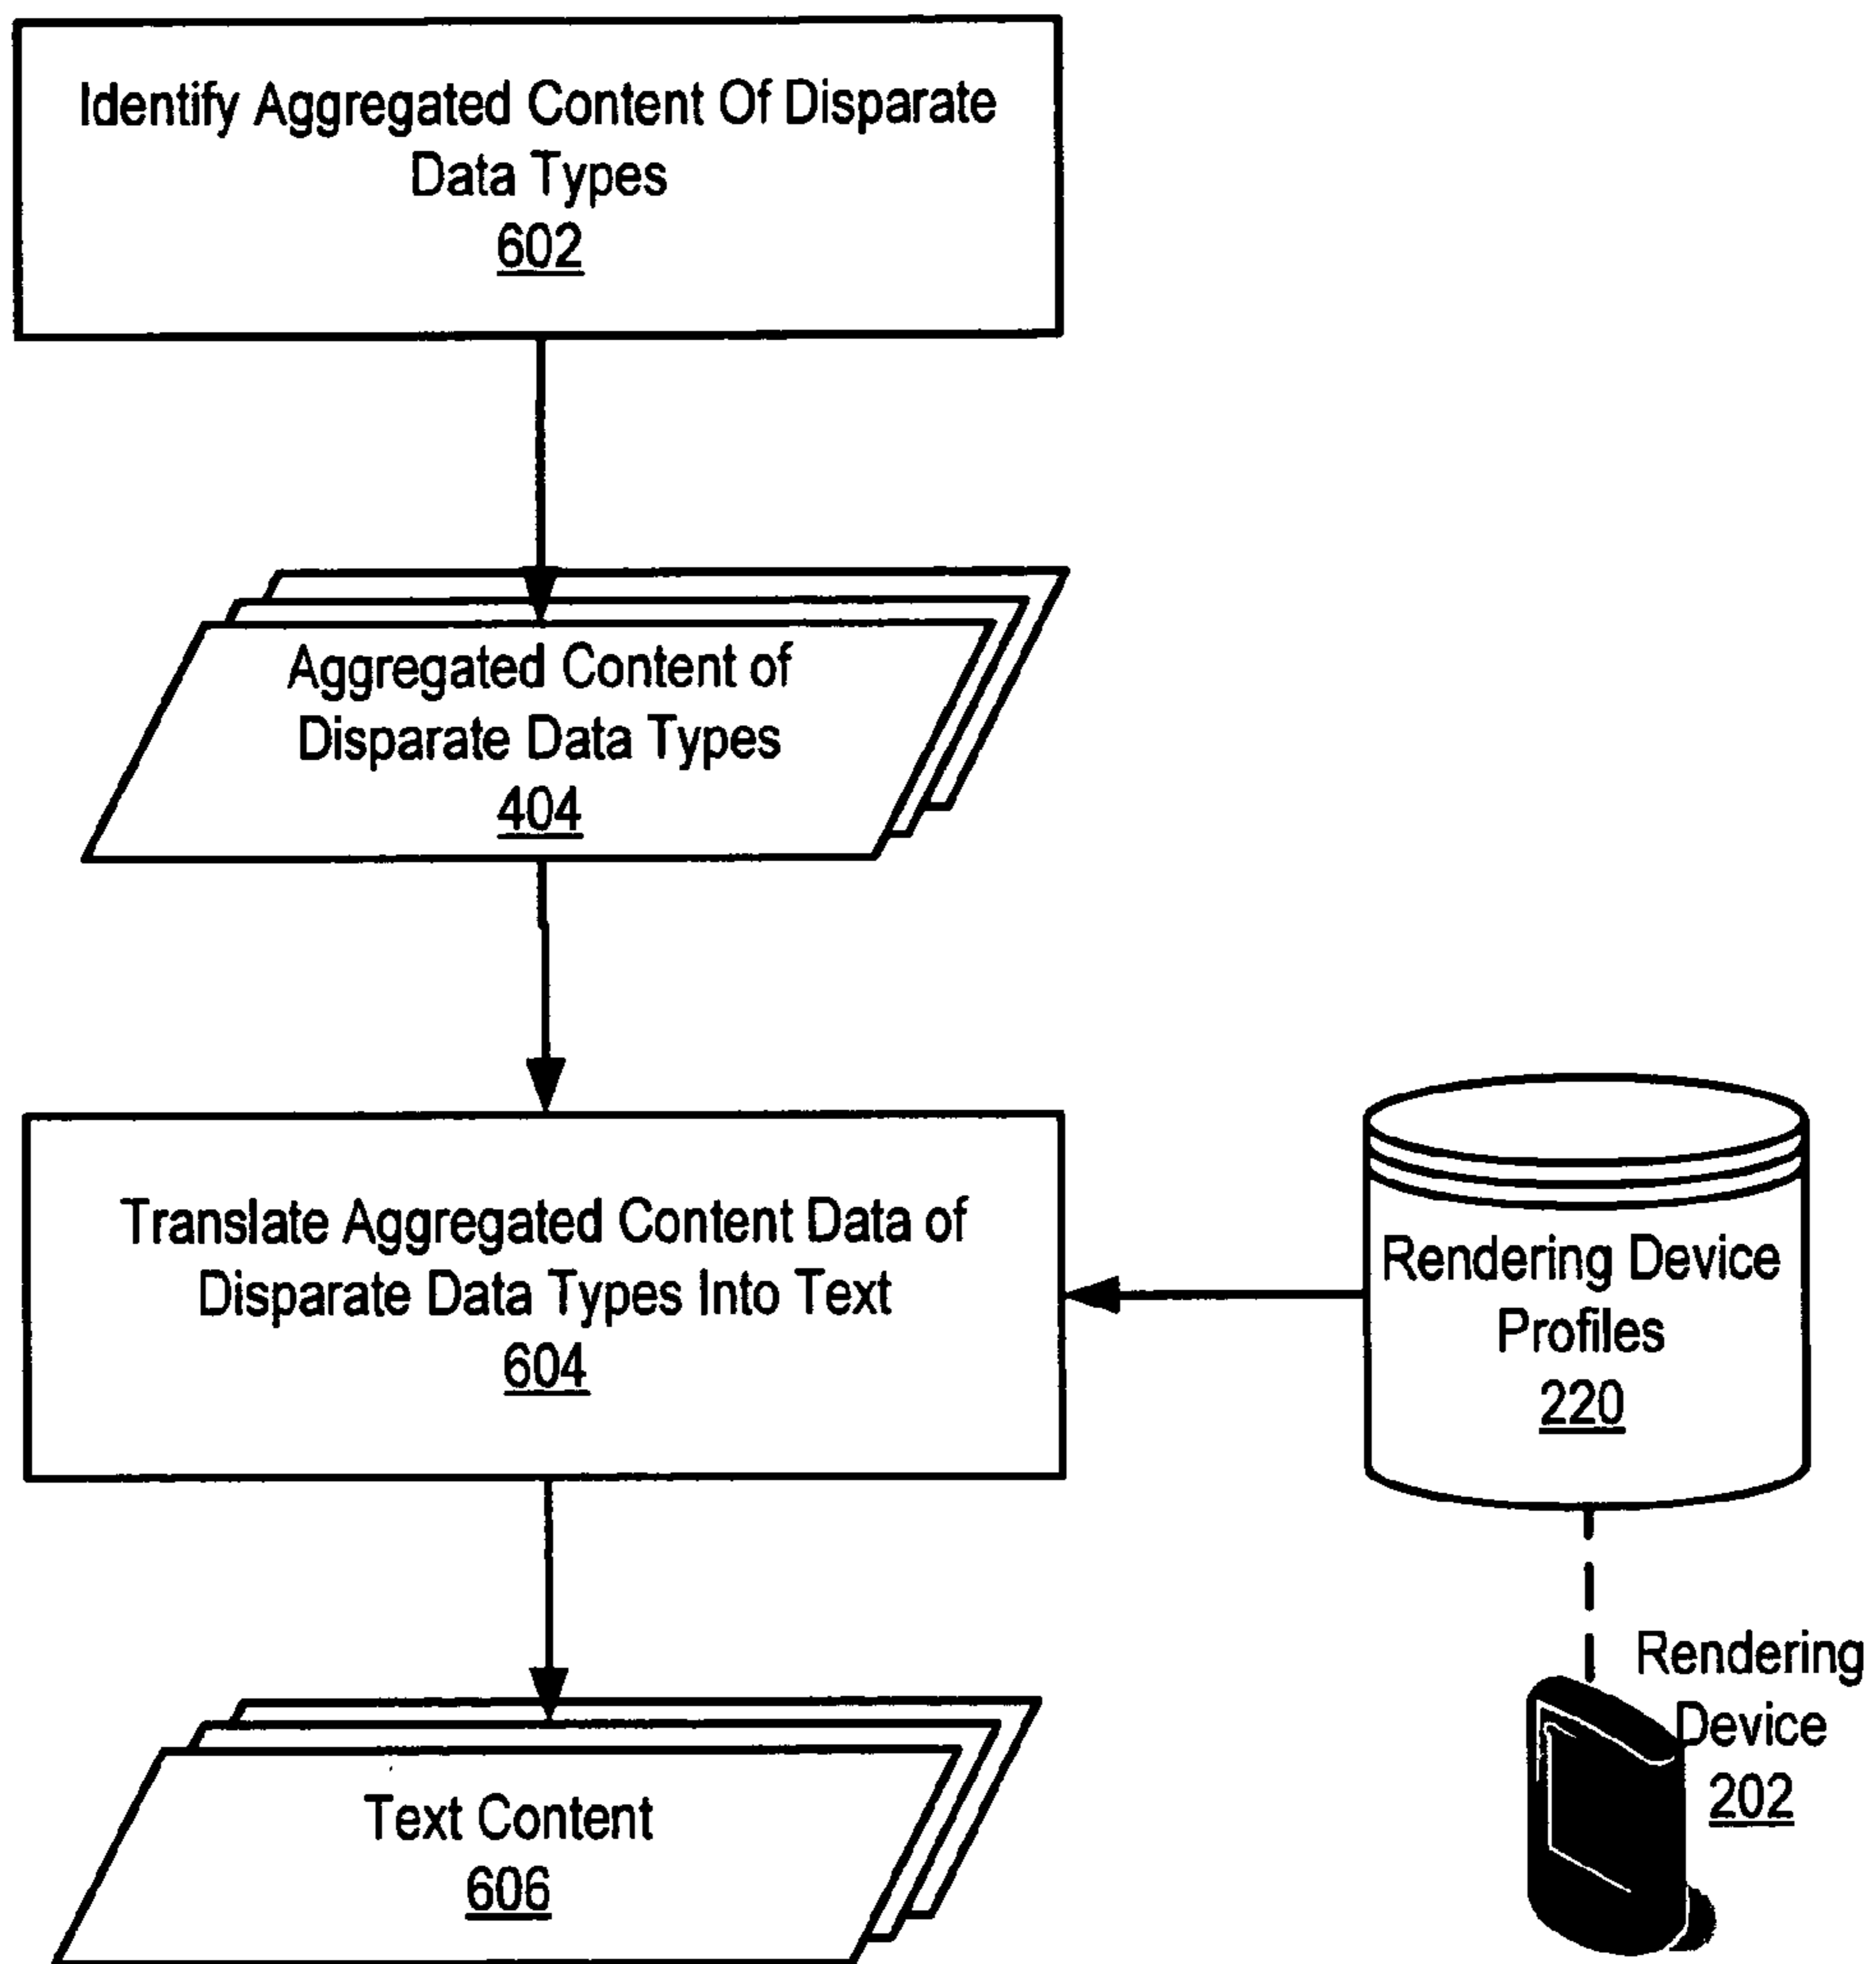 Identify Aggregated Content Of Disparate
Data Types
602
Aggregated Content of
Disparate Data Types
404
Translate Aggregated Content Data of
Disparate Data Types Into Text
604
Rendering Device
Profiles
220
Rendering
Device
202
Text Content
606